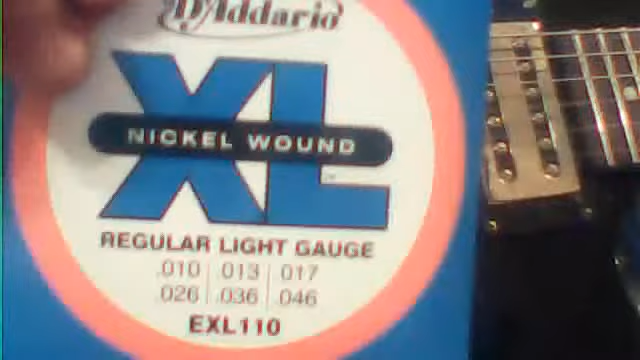 D'Addario
XL
NICKEL WOUND
REGULAR LIGHT GAUGE
.010 .013 .017
.026 .036 .046
EXL110